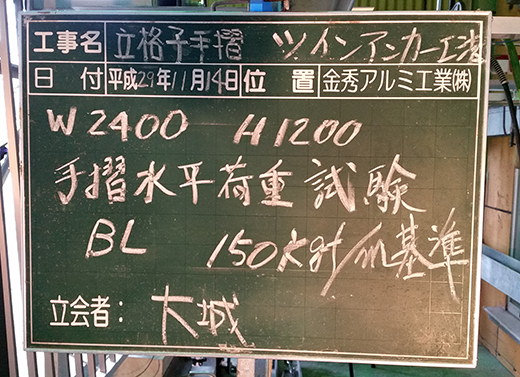 工事名 立格子手摺 ツインアンカー工法
日付 平成29年11月14日 位置 金秀アルミ工業㈱
W2400 H1200
手摺水平荷重試験
BL 150K 計/m基準
立会者: 大城